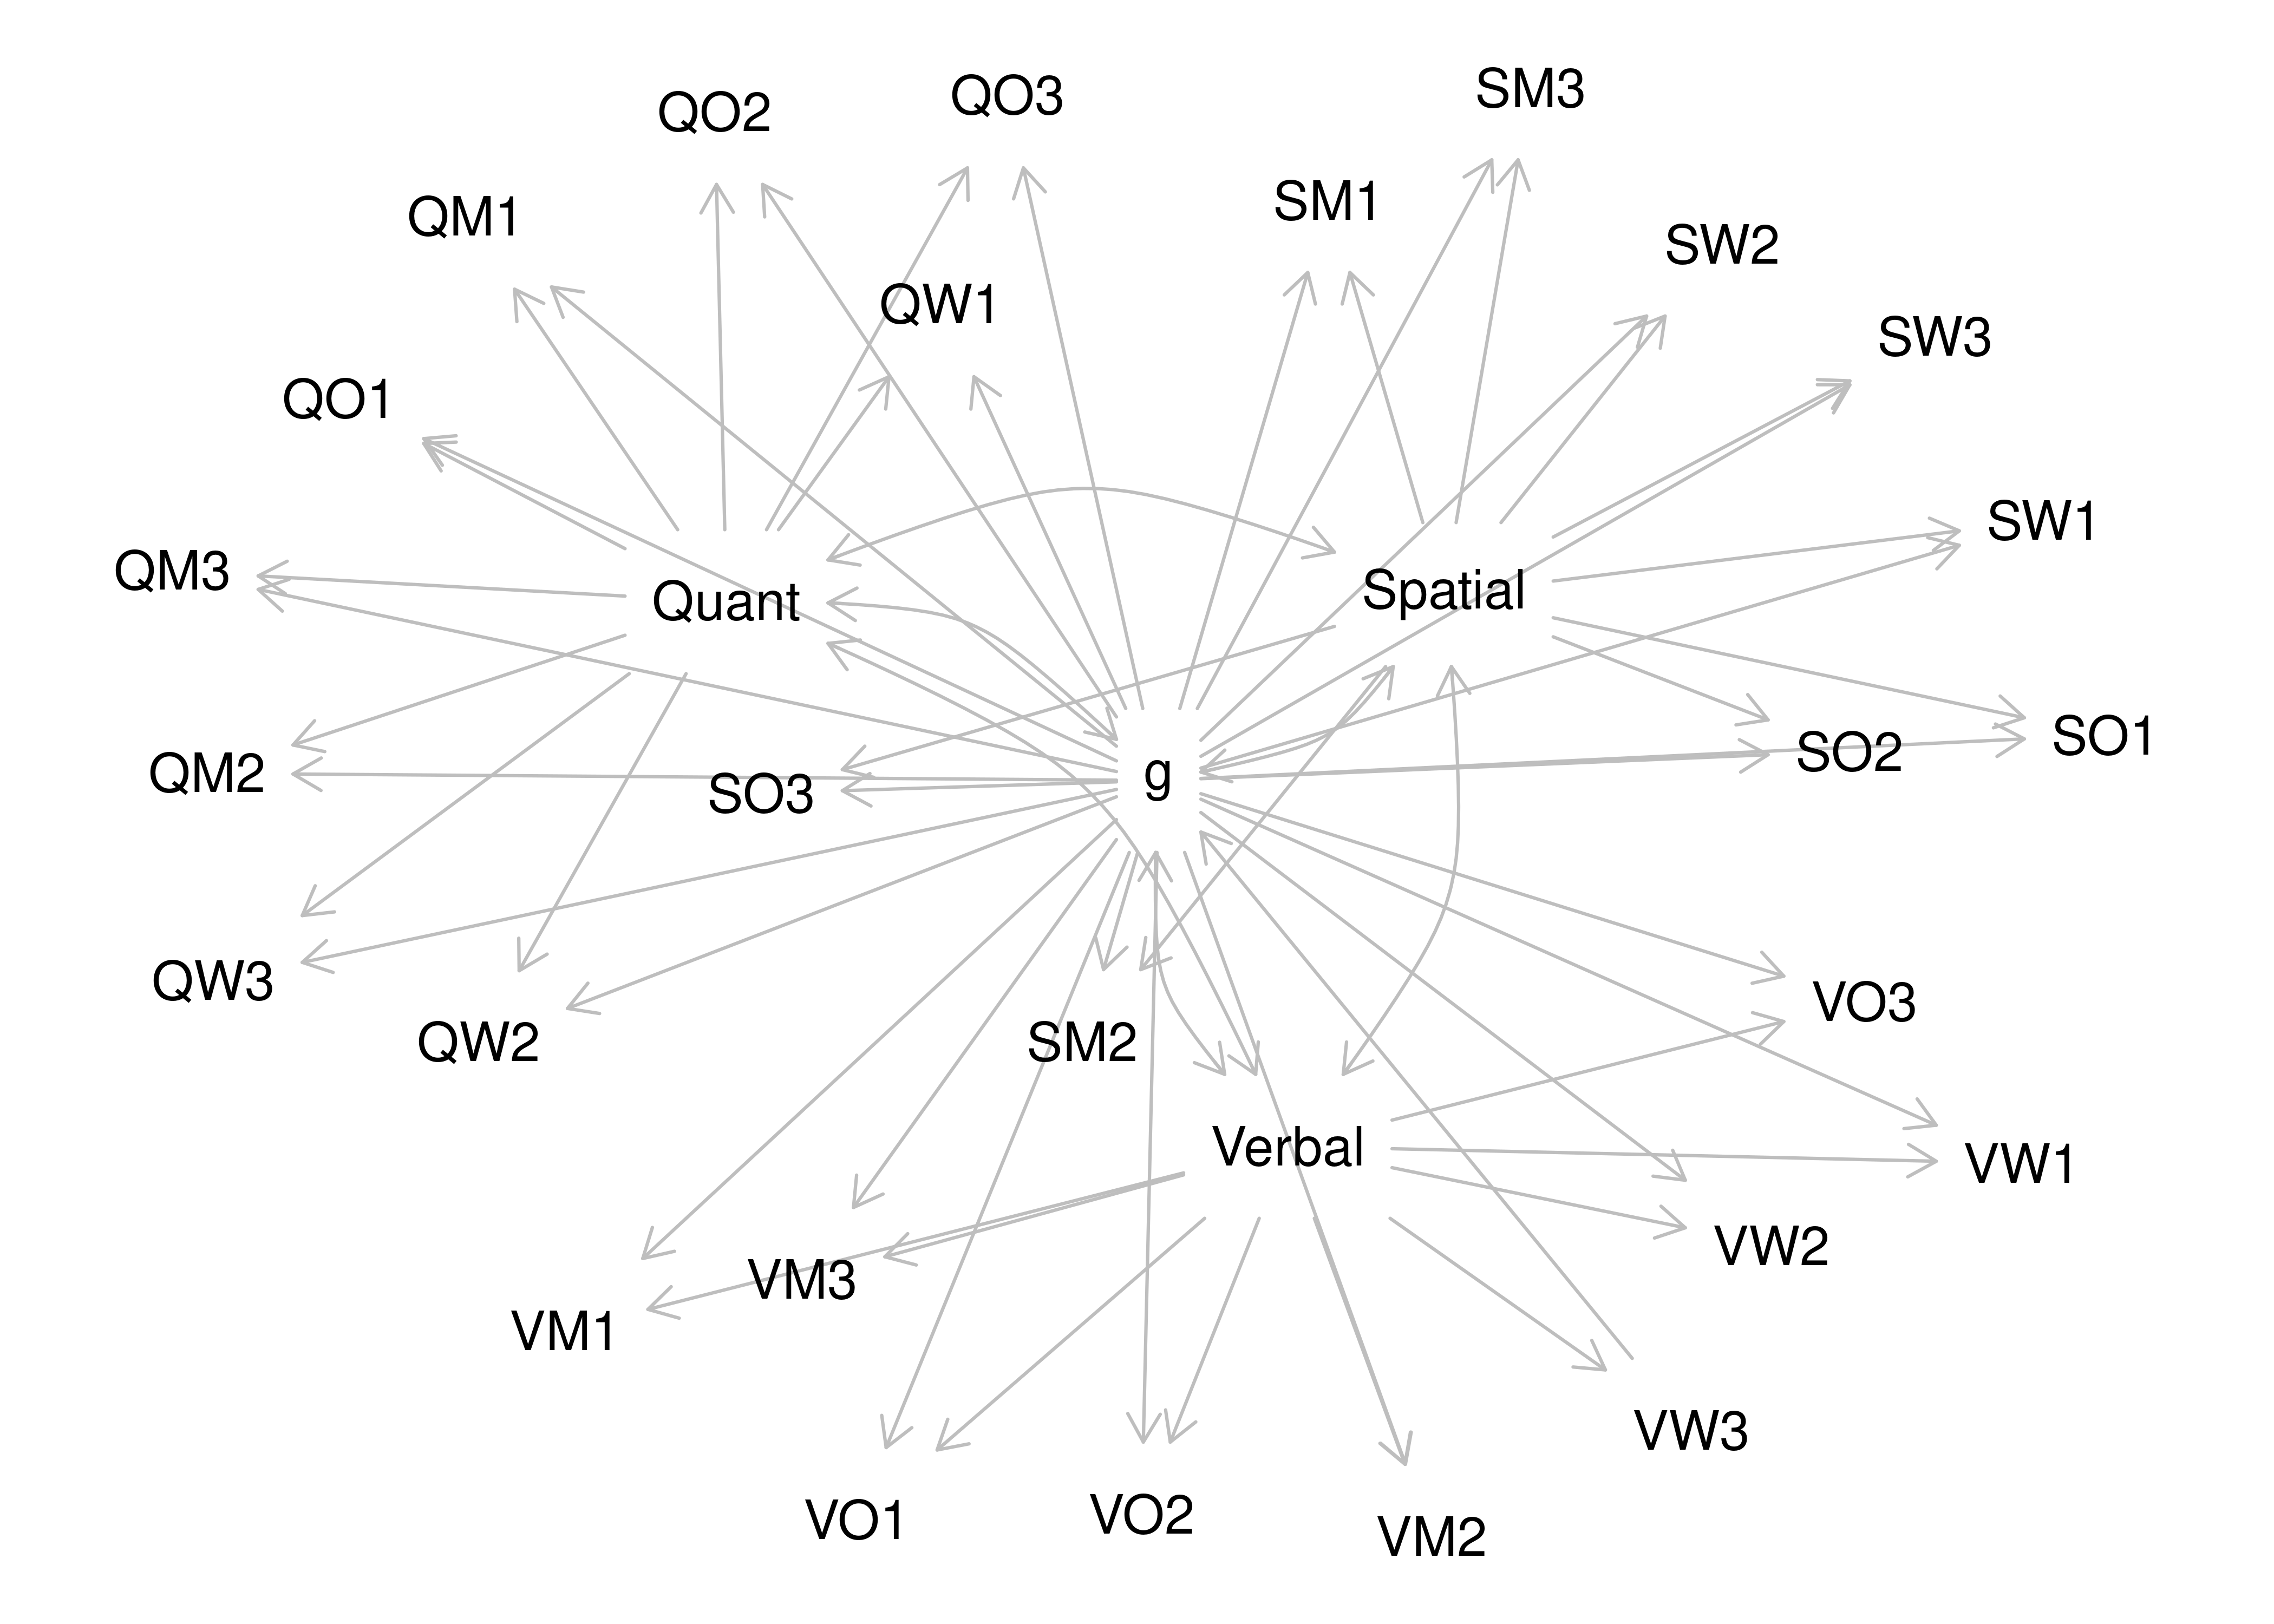 SM3
QO3
QO2
SM1
QM1
SW2
QW1
SW3
QO1
SW1
QM3
Spatial
Quant
SO1
SO2
QM2
g
SO3
QW3
VO3
QW2
SM2
Verbal
VW1
VW2
VM3
VM1
VW3
VO2
VO1
VM2